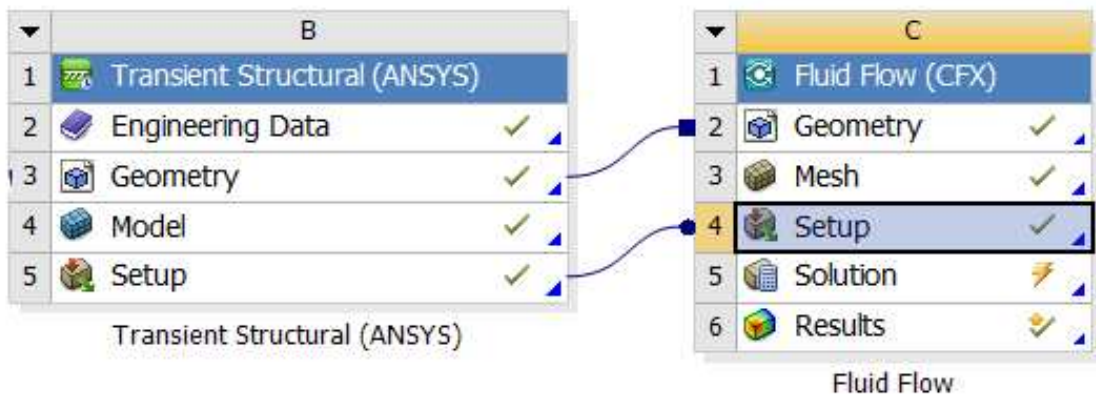 B
1 Transient Structural (ANSYS)
2 Engineering Data
3 Geometry
4 Model
5 Setup
Transient Structural (ANSYS)
C
1 Fluid Flow (CFX)
2 Geometry
3 Mesh
4 Setup
5 Solution
6 Results
Fluid Flow